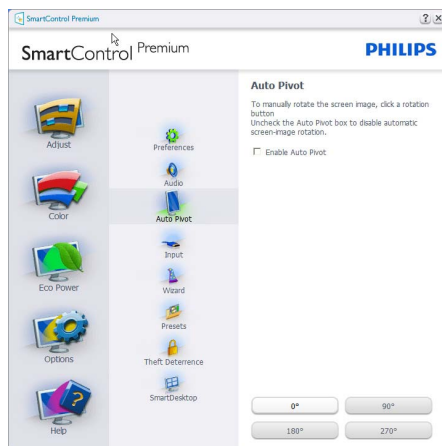 SmartControl Premium
SmartControl Premium
PHILIPS
Adjust
Color
Eco Power
Options
Help
Preferences
Audio
Auto Pivot
Input
Wizard
Presets
Theft Deterrence
SmartDesktop
Auto Pivot
To manually rotate the screen image, click a rotation
button
Uncheck the Auto Pivot box to disable automatic
screen-image rotation.
Enable Auto Pivot
0°
90°
180°
270°